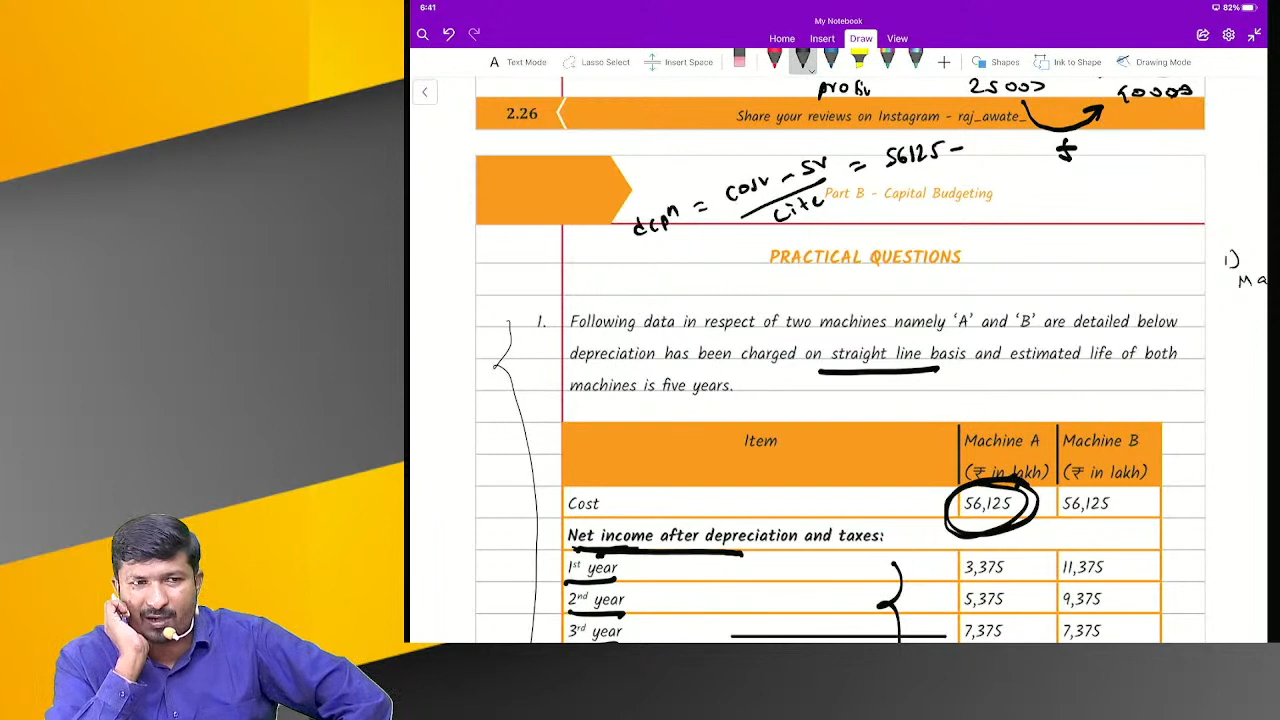 6:41
82%
My Notebook
Home Insert Draw View
A Text Mode Lasso Select Insert Space Shapes Ink to Shape Drawing Mode
profit 25000
2.26 Share your reviews on Instagram - raj_awate_
5
depn = cost - SV / Life = 56125 -
Part B - Capital Budgeting
PRACTICAL QUESTIONS
1)
Ma
1. Following data in respect of two machines namely ‘A’ and ‘B’ are detailed below
depreciation has been charged on straight line basis and estimated life of both
machines is five years.
Item Machine A Machine B
(₹ in lakh) (₹ in lakh)
Cost 56,125 56,125
Net income after depreciation and taxes:
1st year 3,375 11,375
2nd year 5,375 9,375
3rd year 7,375 7,375